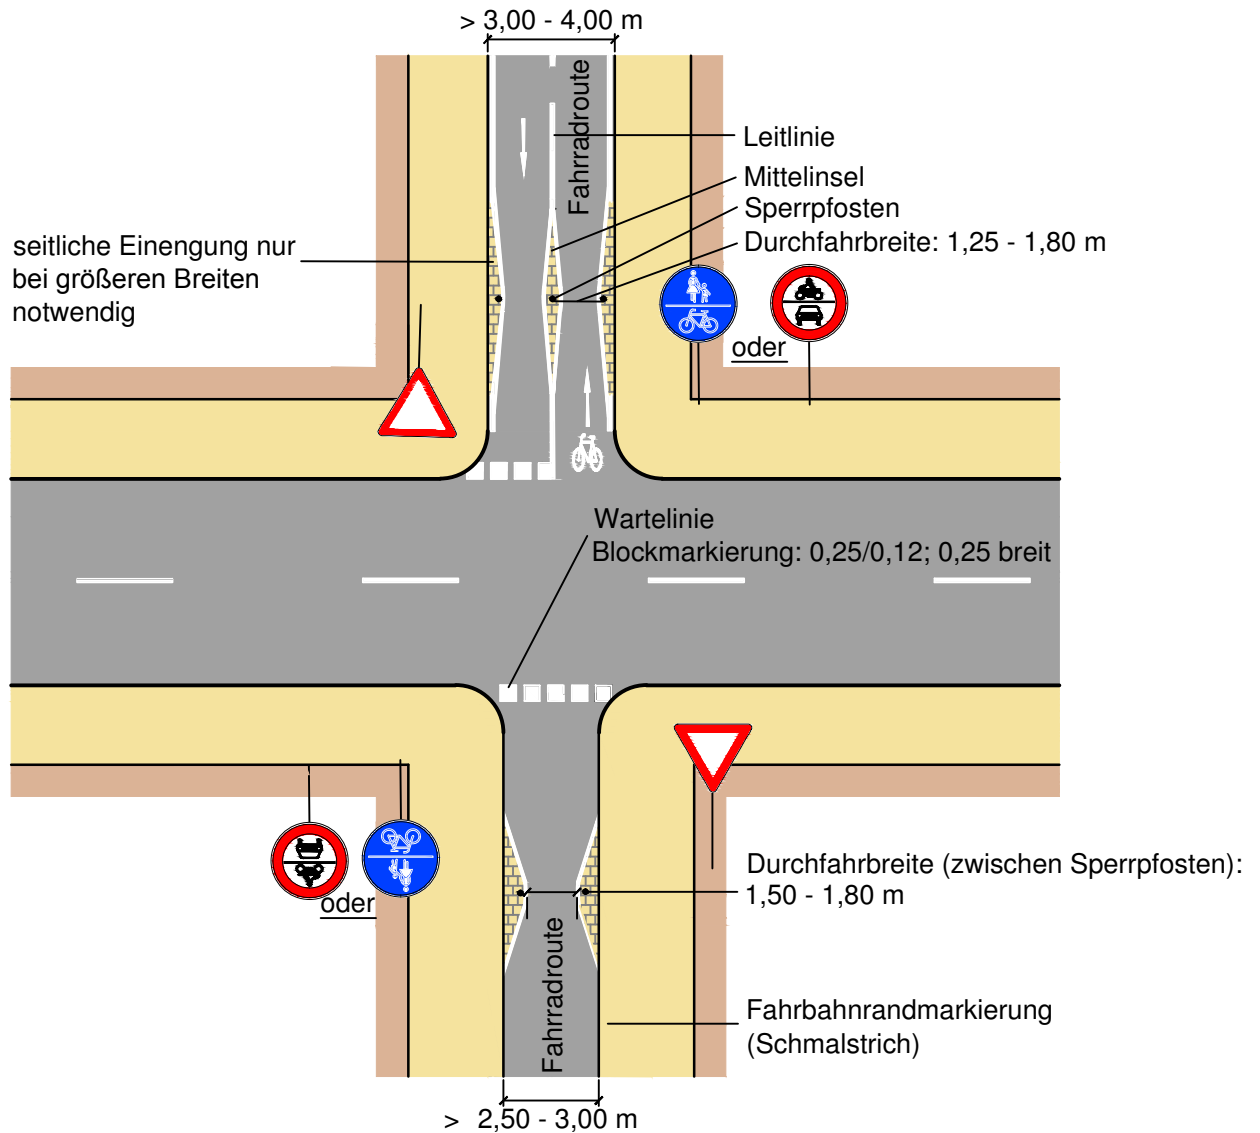 > 3,00 - 4,00 m
Fahrradroute
Leitlinie
Mittelinsel
Sperrpfosten
Durchfahrbreite: 1,25 - 1,80 m
seitliche Einengung nur
bei größeren Breiten
notwendig
oder
Wartelinie
Blockmarkierung: 0,25/0,12; 0,25 breit
oder
Durchfahrbreite (zwischen Sperrpfosten):
1,50 - 1,80 m
Fahrradroute
Fahrbahnrandmarkierung
(Schmalstrich)
> 2,50 - 3,00 m